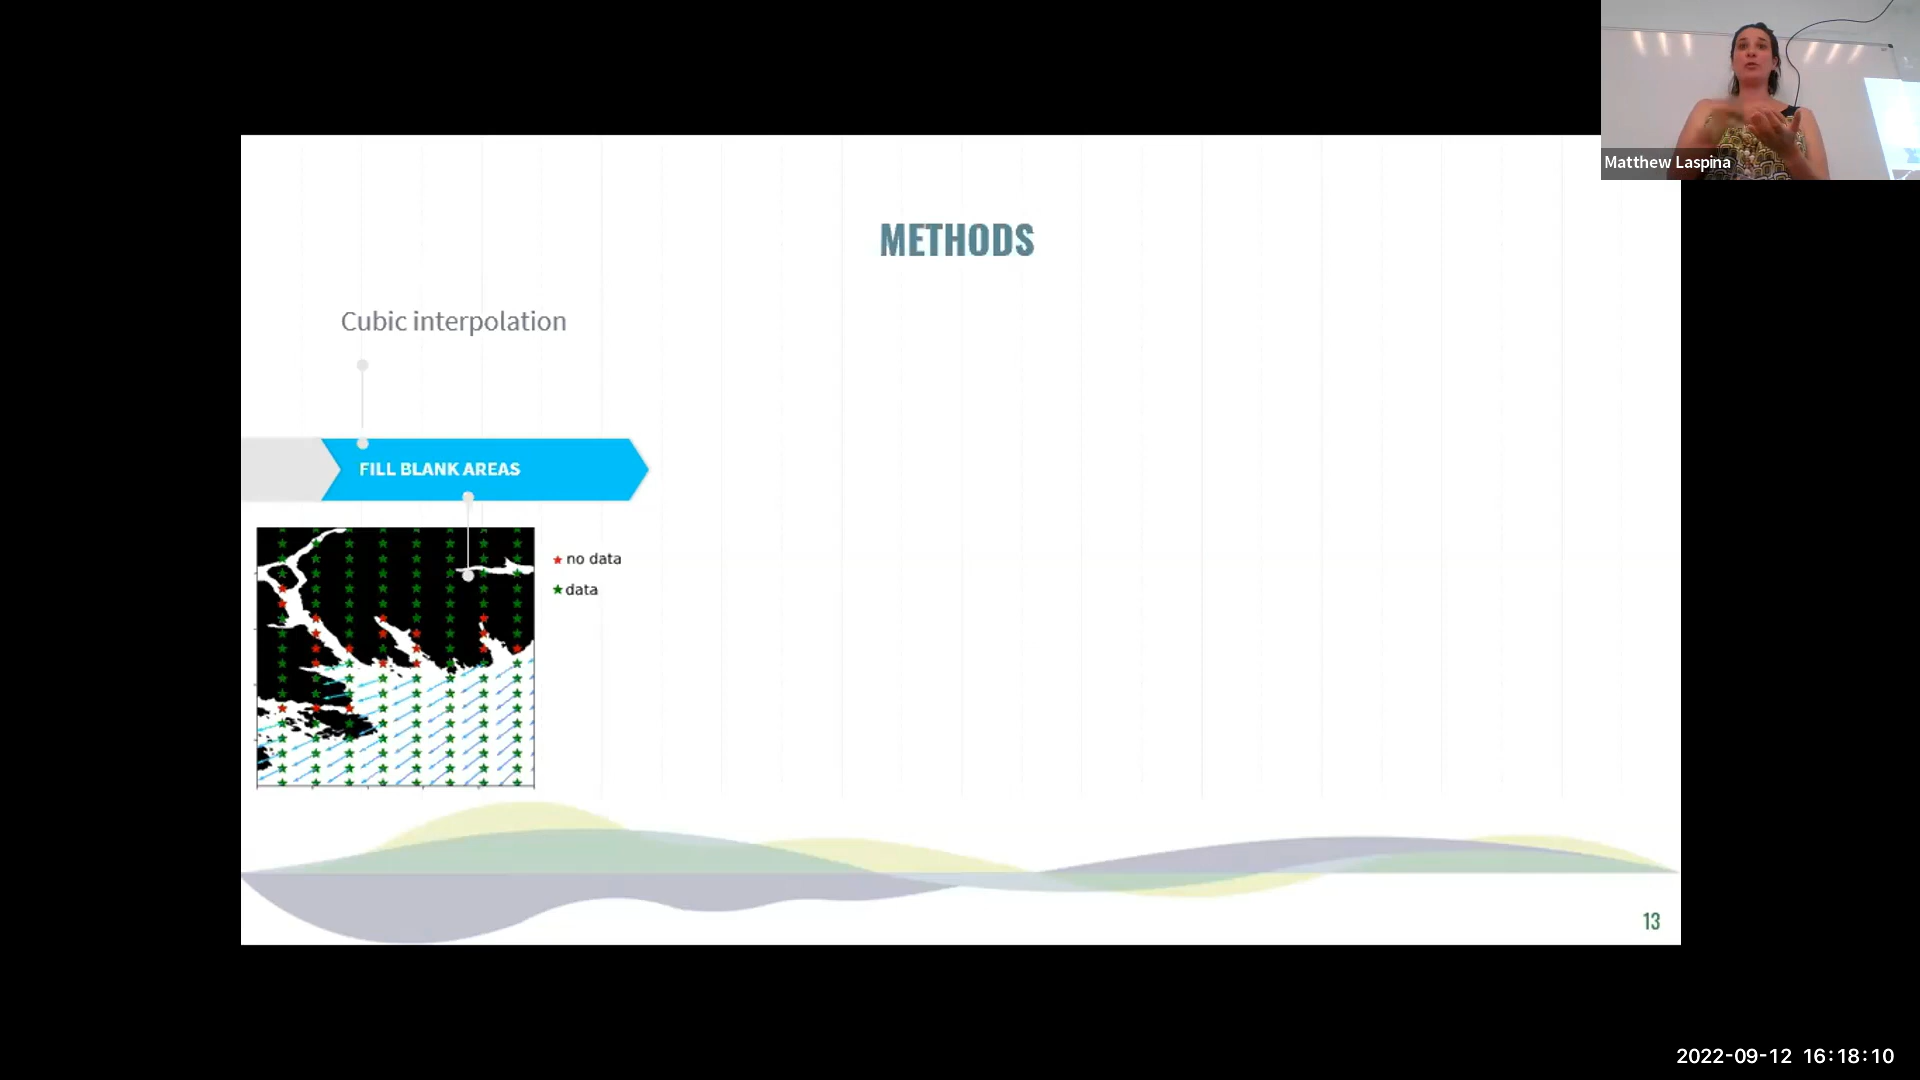 Matthew Laspina
METHODS
Cubic interpolation
FILL BLANK AREAS
no data
data
13
2022-09-12 16:18:10